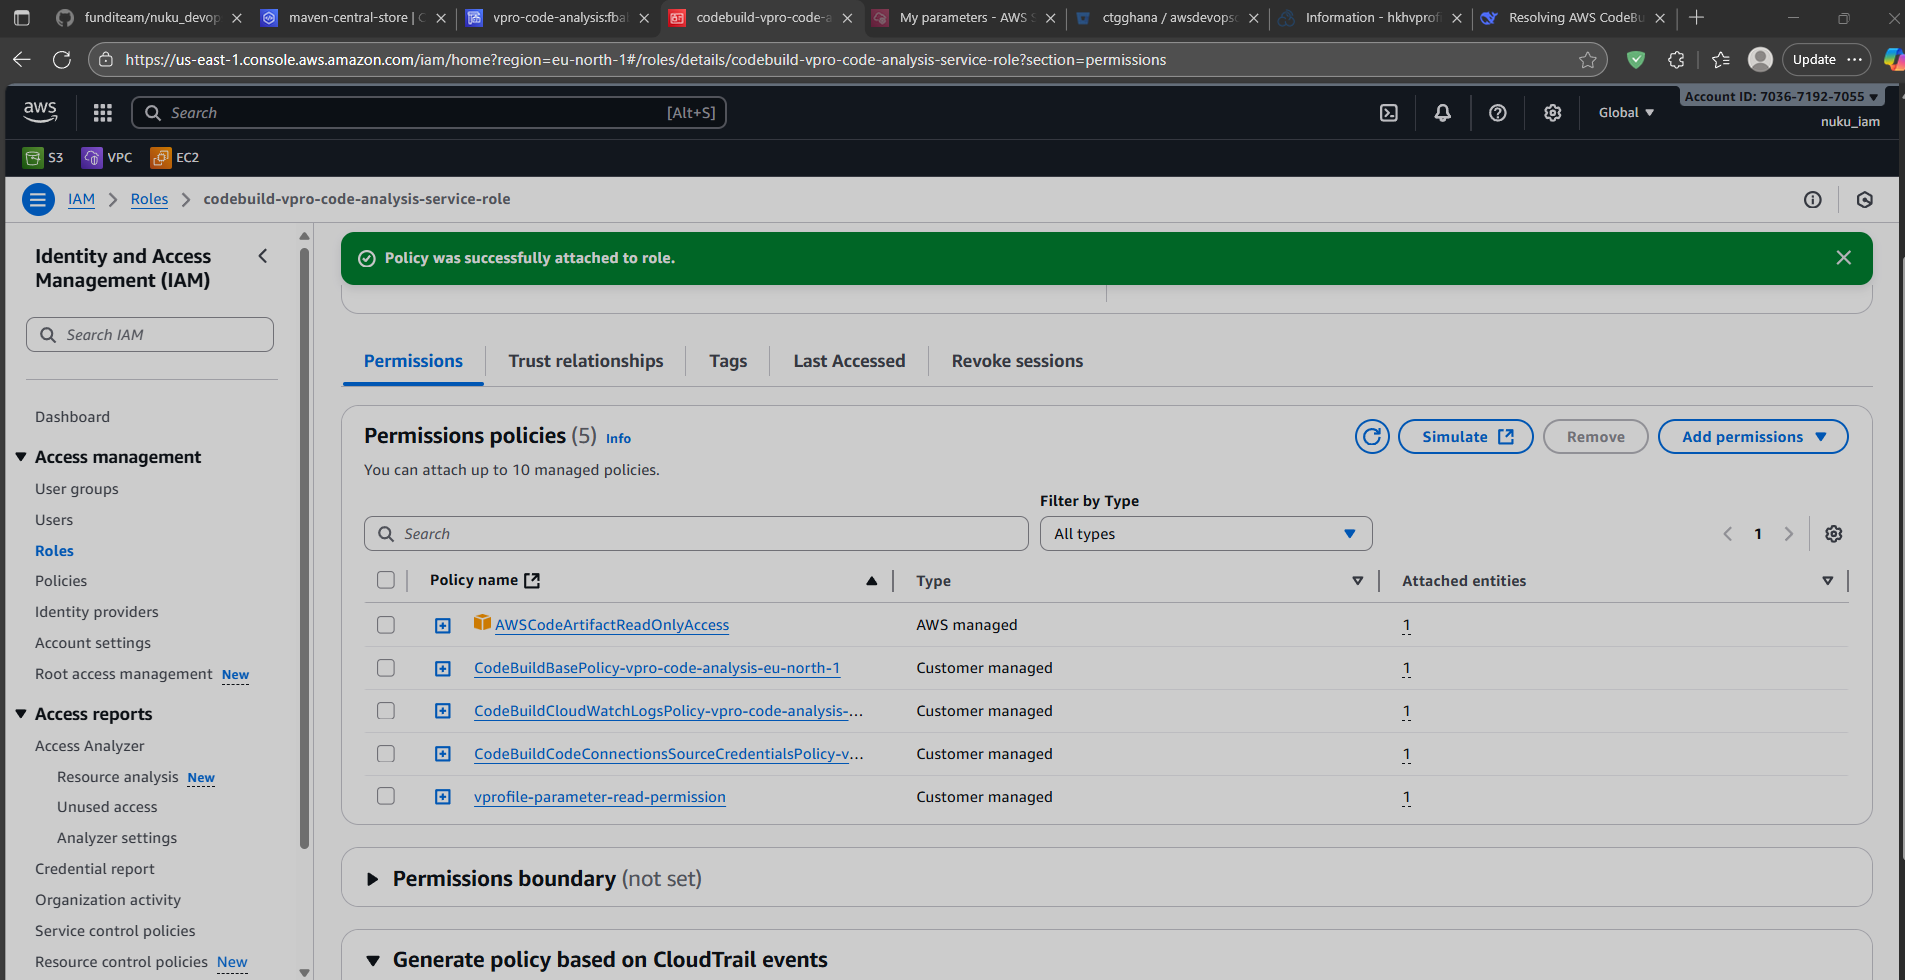 funditeam/nuku_devop
maven-central-store | C
vpro-code-analysis:fba
codebuild-vpro-code-a
My parameters - AWS S
ctgghana / awsdevops
Information - hkhvprofi
Resolving AWS CodeBu
https://us-east-1.console.aws.amazon.com/iam/home?region=eu-north-1#/roles/details/codebuild-vpro-code-analysis-service-role?section=permissions
Update
aws
Search
[Alt+S]
Global
Account ID: 7036-7192-7055
nuku_iam
S3
VPC
EC2
IAM
Roles
codebuild-vpro-code-analysis-service-role
Identity and Access
Management (IAM)
Search IAM
Dashboard
Access management
User groups
Users
Roles
Policies
Identity providers
Account settings
Root access management New
Access reports
Access Analyzer
Resource analysis New
Unused access
Analyzer settings
Credential report
Organization activity
Service control policies
Resource control policies New
Policy was successfully attached to role.
Permissions
Trust relationships
Tags
Last Accessed
Revoke sessions
Permissions policies (5) Info
Simulate
Remove
Add permissions
You can attach up to 10 managed policies.
Filter by Type
Search
All types
1
Policy name
Type
Attached entities
AWSCodeArtifactReadOnlyAccess
AWS managed
1
CodeBuildBasePolicy-vpro-code-analysis-eu-north-1
Customer managed
1
CodeBuildCloudWatchLogsPolicy-vpro-code-analysis-...
Customer managed
1
CodeBuildCodeConnectionsSourceCredentialsPolicy-v...
Customer managed
1
vprofile-parameter-read-permission
Customer managed
1
Permissions boundary (not set)
Generate policy based on CloudTrail events